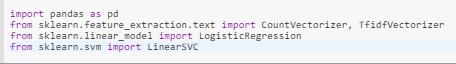 import pandas as pd
from sklearn.feature_extraction.text import CountVectorizer, TfidfVectorizer
from sklearn.linear_model import LogisticRegression
from sklearn.svm import LinearSVC